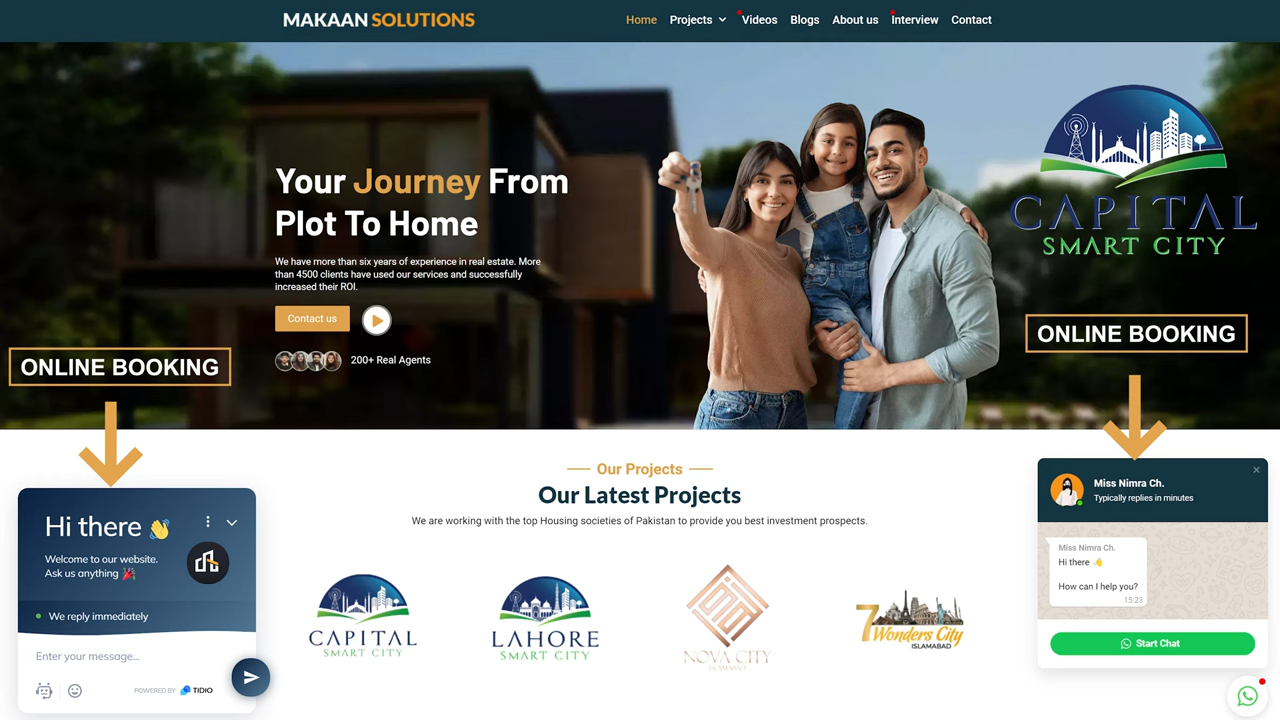 MAKAAN SOLUTIONS
Home Projects Videos Blogs About us Interview Contact
CAPITAL
SMART CITY
Your Journey From
Plot To Home
We have more than six years of experience in real estate. More
than 4500 clients have used our services and successfully
increased their ROI.
Contact us
200+ Real Agents
ONLINE BOOKING
ONLINE BOOKING
Our Projects
Our Latest Projects
We are working with the top Housing societies of Pakistan to provide you best investment prospects.
CAPITAL
SMART CITY
LAHORE
SMART CITY
NOVA CITY
ISLAMABAD
7 Wonders City
ISLAMABAD
Hi there 👋
Welcome to our website.
Ask us anything 🎉
We reply immediately
Enter your message...
POWERED BY TIDIO
Miss Nimra Ch.
Typically replies in minutes
Miss Nimra Ch.
Hi there 👋
How can I help you?
15:23
Start Chat